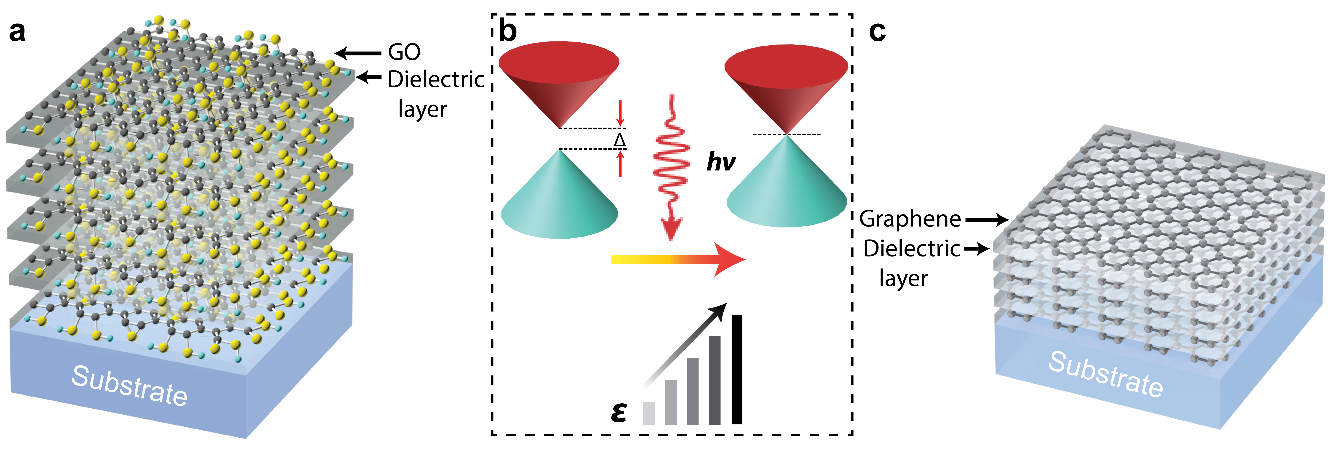 a
GO
Dielectric
layer
Substrate
b
Δ
hν
ε
c
Graphene
Dielectric
layer
Substrate